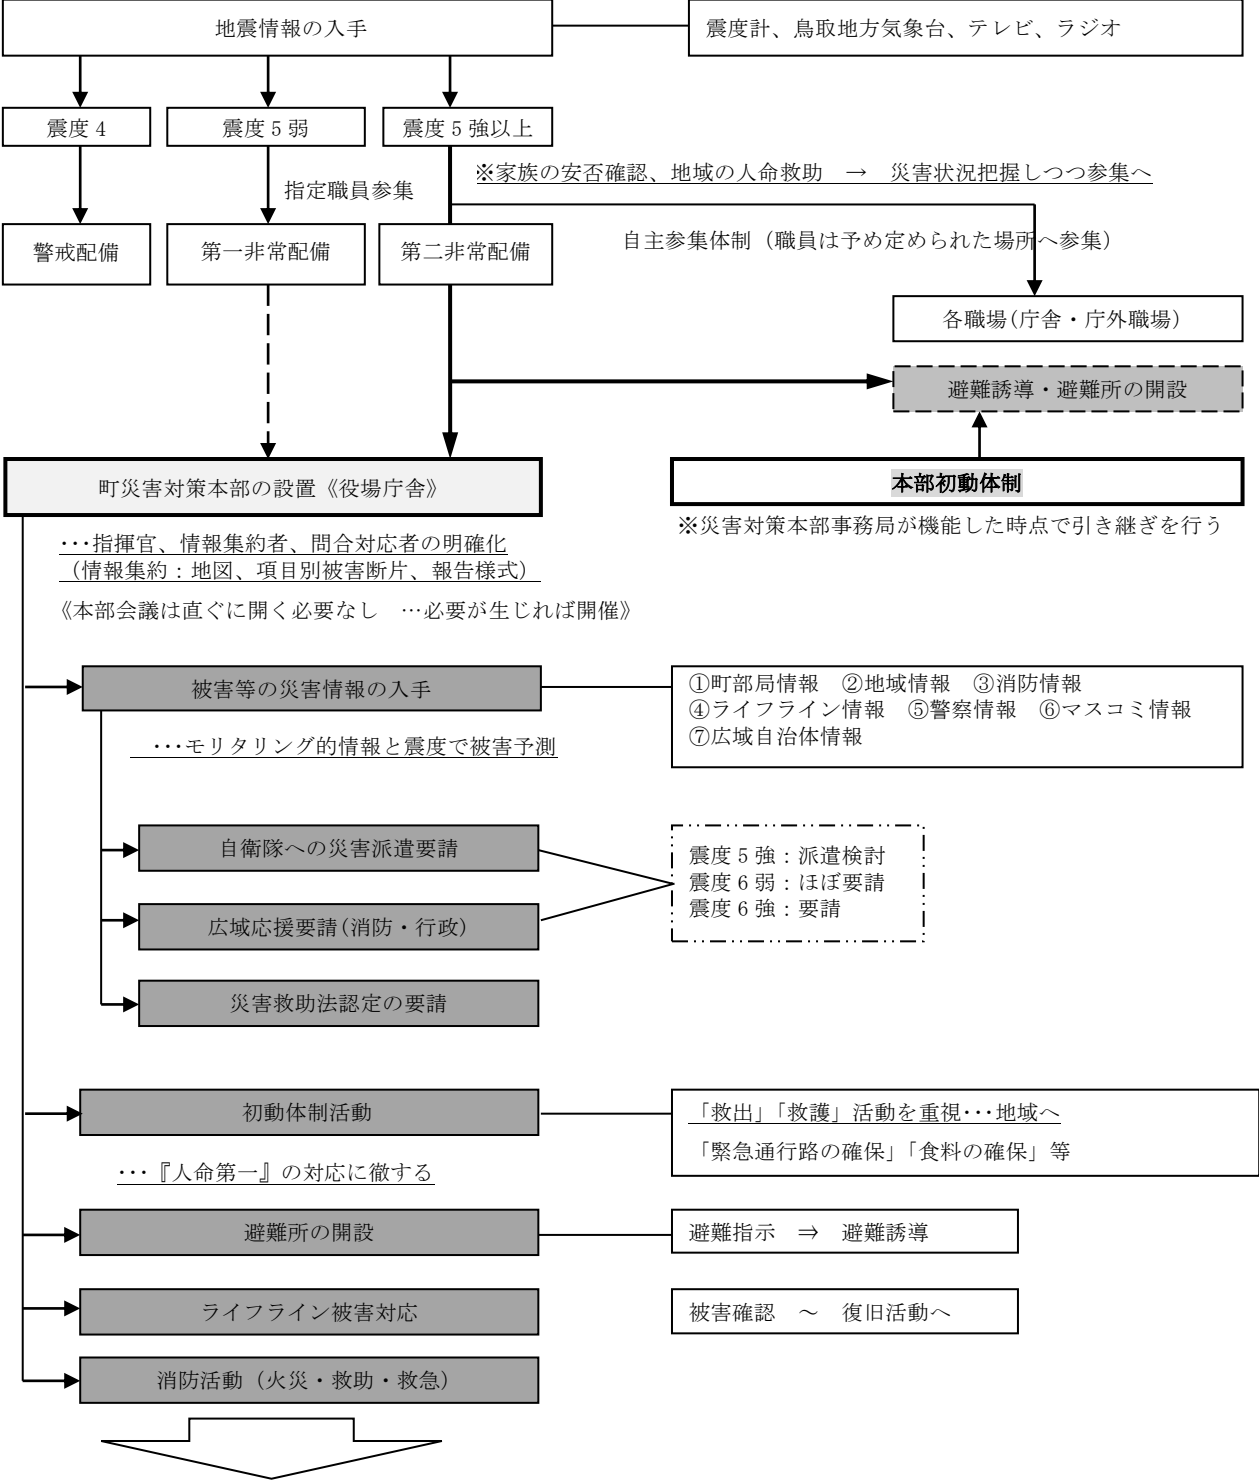 地震情報の入手
震度計、鳥取地方気象台、テレビ、ラジオ
震度４
震度５弱
震度５強以上
※家族の安否確認、地域の人命救助　→　災害状況把握しつつ参集へ
指定職員参集
自主参集体制（職員は予め定められた場所へ参集）
警戒配備
第一非常配備
第二非常配備
各職場(庁舎・庁外職場)
避難誘導・避難所の開設
町災害対策本部の設置《役場庁舎》
本部初動体制
※災害対策本部事務局が機能した時点で引き継ぎを行う
･･･指揮官、情報集約者、問合対応者の明確化
（情報集約：地図、項目別被害断片、報告様式）
《本部会議は直ぐに開く必要なし　…必要が生じれば開催》
被害等の災害情報の入手
①町部局情報　②地域情報　③消防情報
④ライフライン情報　⑤警察情報　⑥マスコミ情報
⑦広域自治体情報
･･･モリタリング的情報と震度で被害予測
自衛隊への災害派遣要請
震度５強：派遣検討
震度６弱：ほぼ要請
震度６強：要請
広域応援要請(消防・行政)
災害救助法認定の要請
初動体制活動
「救出」「救護」活動を重視･･･地域へ
「緊急通行路の確保」「食料の確保」等
･･･『人命第一』の対応に徹する
避難所の開設
避難指示　⇒　避難誘導
ライフライン被害対応
被害確認　～　復旧活動へ
消防活動（火災・救助・救急）